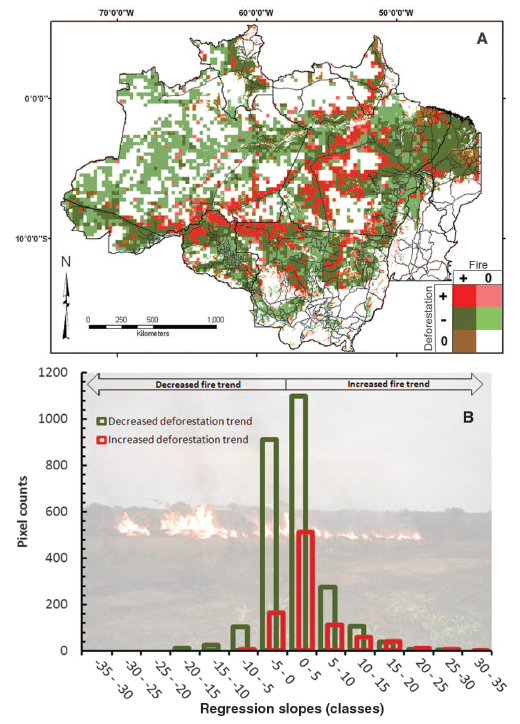 70°0'0"W 60°0'0"W 50°0'0"W
A
0°0'0"
10°0'0"S
N
0 250 500 1,000
Kilometers
Fire
+ 0
Deforestation
+
-
0
1200
1000
800
600
400
200
0
Pixel counts
Decreased fire trend Increased fire trend
B
Decreased deforestation trend
Increased deforestation trend
-35 - 30 -30 - 25 -25 - 20 -20 - 15 -15 - 10 -10 - 5 -5 - 0 0 - 5 5 - 10 10 - 15 15 - 20 20 - 25 25 - 30 30 - 35
Regression slopes (classes)